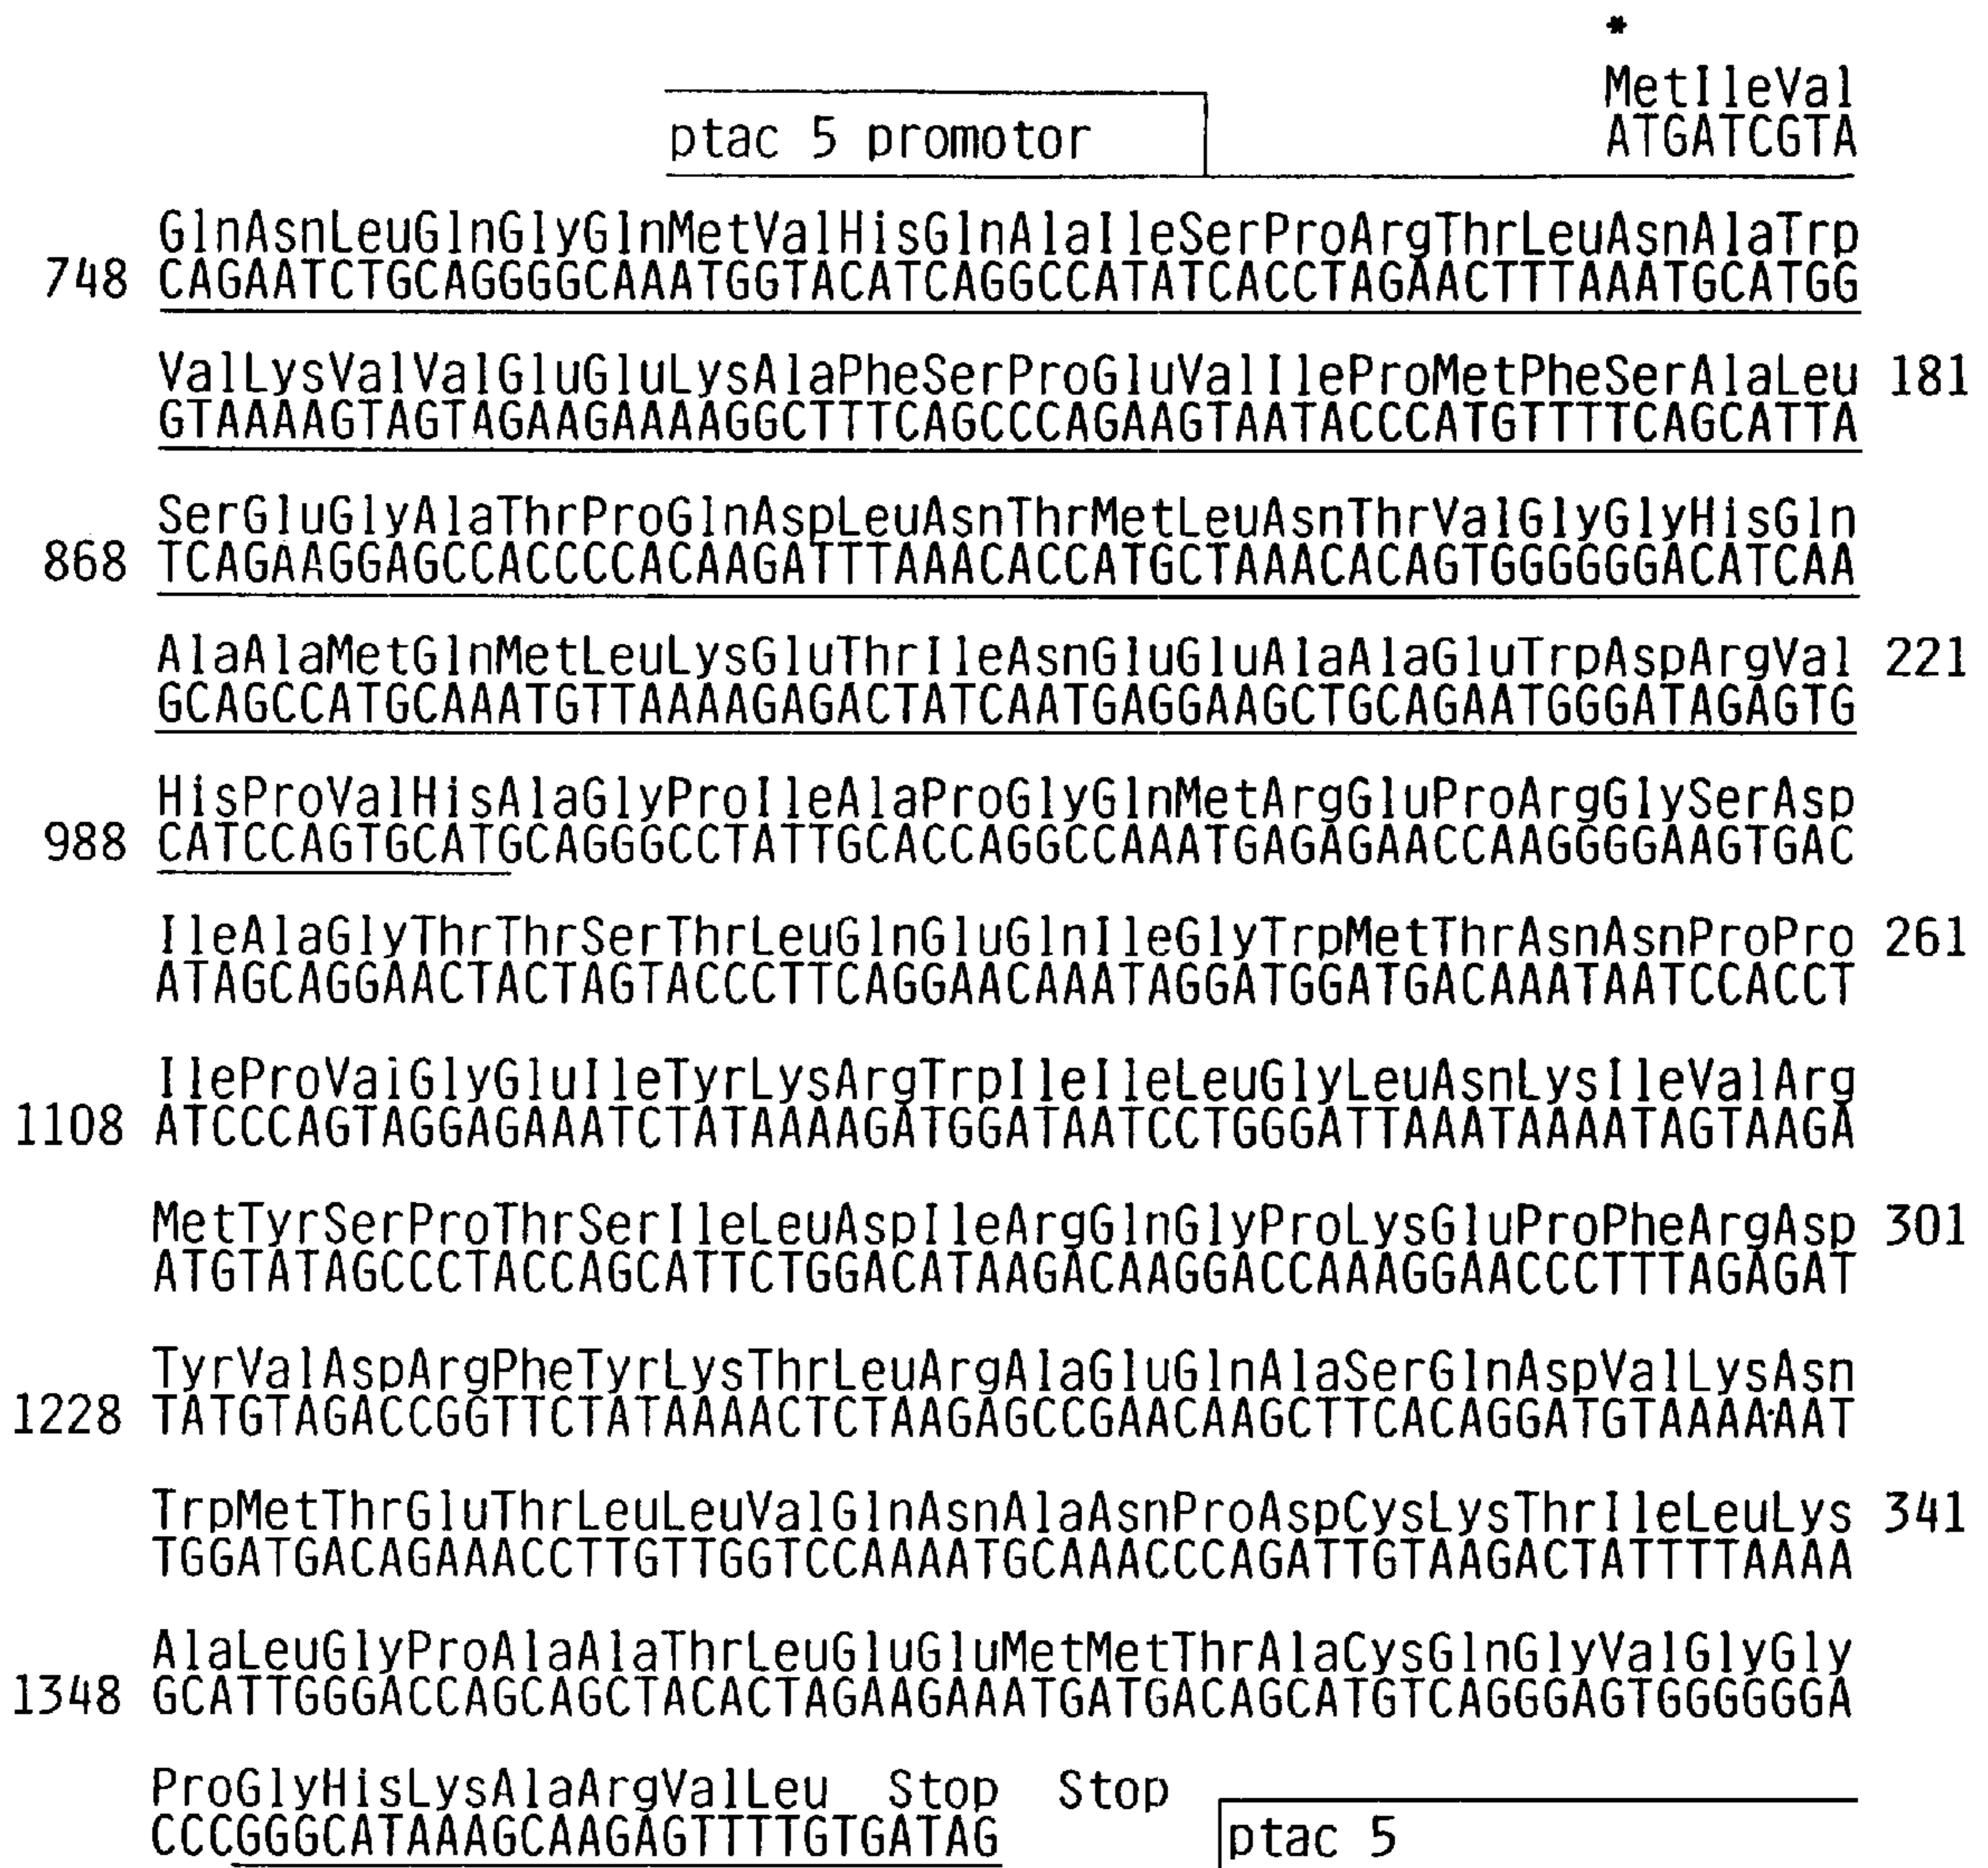 *
MetIleVal
ptac 5 promotor
ATGATCGTA
GlnAsnLeuGlnGlyGlnMetValHisGlnAlaIleSerProArgThrLeuAsnAlaTrp
748 CAGAATCTGCAGGGGCAAATGGTACATCAGGCCATATCACCTAGAACTTTAAATGCATGG
ValLysValValGluGluLysAlaPheSerProGluValIleProMetPheSerAlaLeu 181
GTAAAAGTAGTAGAAGAAAAGGCTTTCAGCCCAGAAGTAATACCCATGTTTTCAGCATTA
SerGluGlyAlaThrProGlnAspLeuAsnThrMetLeuAsnThrValGlyGlyHisGln
868 TCAGAAGGAGCCACCCCACAAGATTTAAACACCATGCTAAACACAGTGGGGGGACATCAA
AlaAlaMetGlnMetLeuLysGluThrIleAsnGluGluAlaAlaGluTrpAspArgVal 221
GCAGCCATGCAAATGTTAAAAGAGACTATCAATGAGGAAGCTGCAGAATGGGATAGAGTG
HisProValHisAlaGlyProIleAlaProGlyGlnMetArgGluProArgGlySerAsp
988 CATCCAGTGCATGCAGGGCCTATTGCACCAGGCCAAATGAGAGAACCAAGGGGAAGTGAC
IleAlaGlyThrThrSerThrLeuGlnGluGlnIleGlyTrpMetThrAsnAsnProPro 261
ATAGCAGGAACTACTAGTACCCTTCAGGAACAAATAGGATGGATGACAAATAATCCACCT
IleProValGlyGluIleTyrLysArgTrpIleIleLeuGlyLeuAsnLysIleValArg
1108 ATCCCAGTAGGAGAAATCTATAAAAGATGGATAATCCTGGGATTAAATAAAATAGTAAGA
MetTyrSerProThrSerIleLeuAspIleArgGlnGlyProLysGluProPheArgAsp 301
ATGTATAGCCCTACCAGCATTCTGGACATAAGACAAGGACCAAAGGAACCCTTTAGAGAT
TyrValAspArgPheTyrLysThrLeuArgAlaGluGlnAlaSerGlnAspValLysAsn
1228 TATGTAGACCGGTTCTATAAAACTCTAAGAGCCGAACAAGCTTCACAGGATGTAAAAAAT
TrpMetThrGluThrLeuLeuValGlnAsnAlaAsnProAspCysLysThrIleLeuLys 341
TGGATGACAGAAACCTTGTTGGTCCAAAATGCAAACCCAGATTGTAAGACTATTTTAAAA
AlaLeuGlyProAlaAlaThrLeuGluGluMetMetThrAlaCysGlnGlyValGlyGly
1348 GCATTGGGACCAGCAGCTACACTAGAAGAAATGATGACAGCATGTCAGGGAGTGGGGGGA
ProGlyHisLysAlaArgValLeu Stop Stop
CCCGGGCATAAAGCAAGAGTTTTGTGATAG
ptac 5